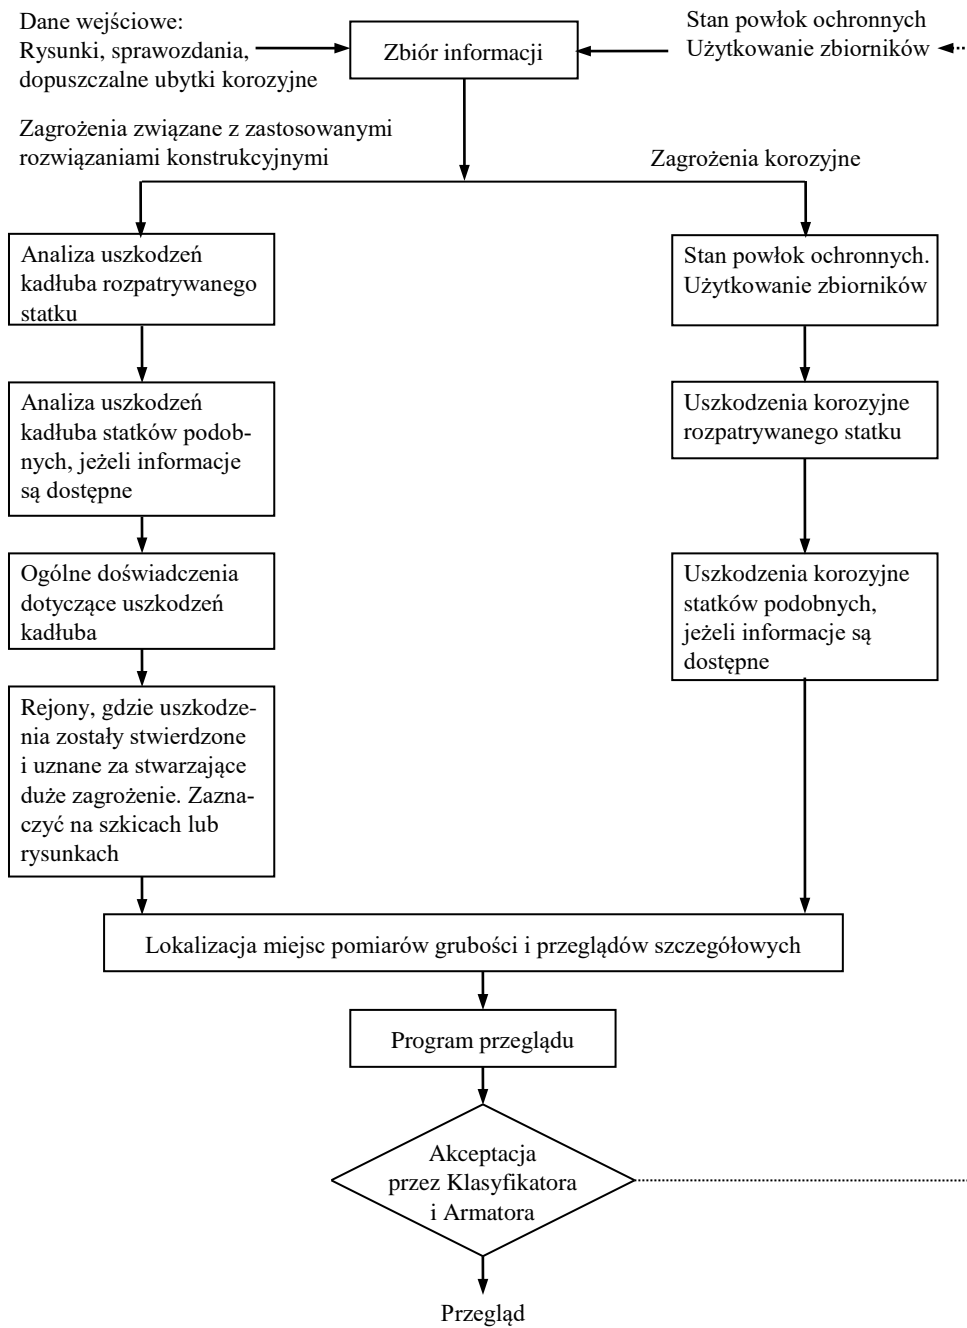 Dane wejściowe:
Rysunki, sprawozdania,
dopuszczalne ubytki korozyjne
Zbiór informacji
Stan powłok ochronnych
Użytkowanie zbiorników
Zagrożenia związane z zastosowanymi
rozwiązaniami konstrukcyjnymi
Zagrożenia korozyjne
Analiza uszkodzeń
kadłuba rozpatrywanego
statku
Analiza uszkodzeń
kadłuba statków podob-
nych, jeżeli informacje
są dostępne
Ogólne doświadczenia
dotyczące uszkodzeń
kadłuba
Rejony, gdzie uszkodze-
nia zostały stwierdzone
i uznane za stwarzające
duże zagrożenie. Zazna-
czyć na szkicach lub
rysunkach
Stan powłok ochronnych.
Użytkowanie zbiorników
Uszkodzenia korozyjne
rozpatrywanego statku
Uszkodzenia korozyjne
statków podobnych,
jeżeli informacje są
dostępne
Lokalizacja miejsc pomiarów grubości i przeglądów szczegółowych
Program przeglądu
Akceptacja
przez Klasyfikatora
i Armatora
Przegląd